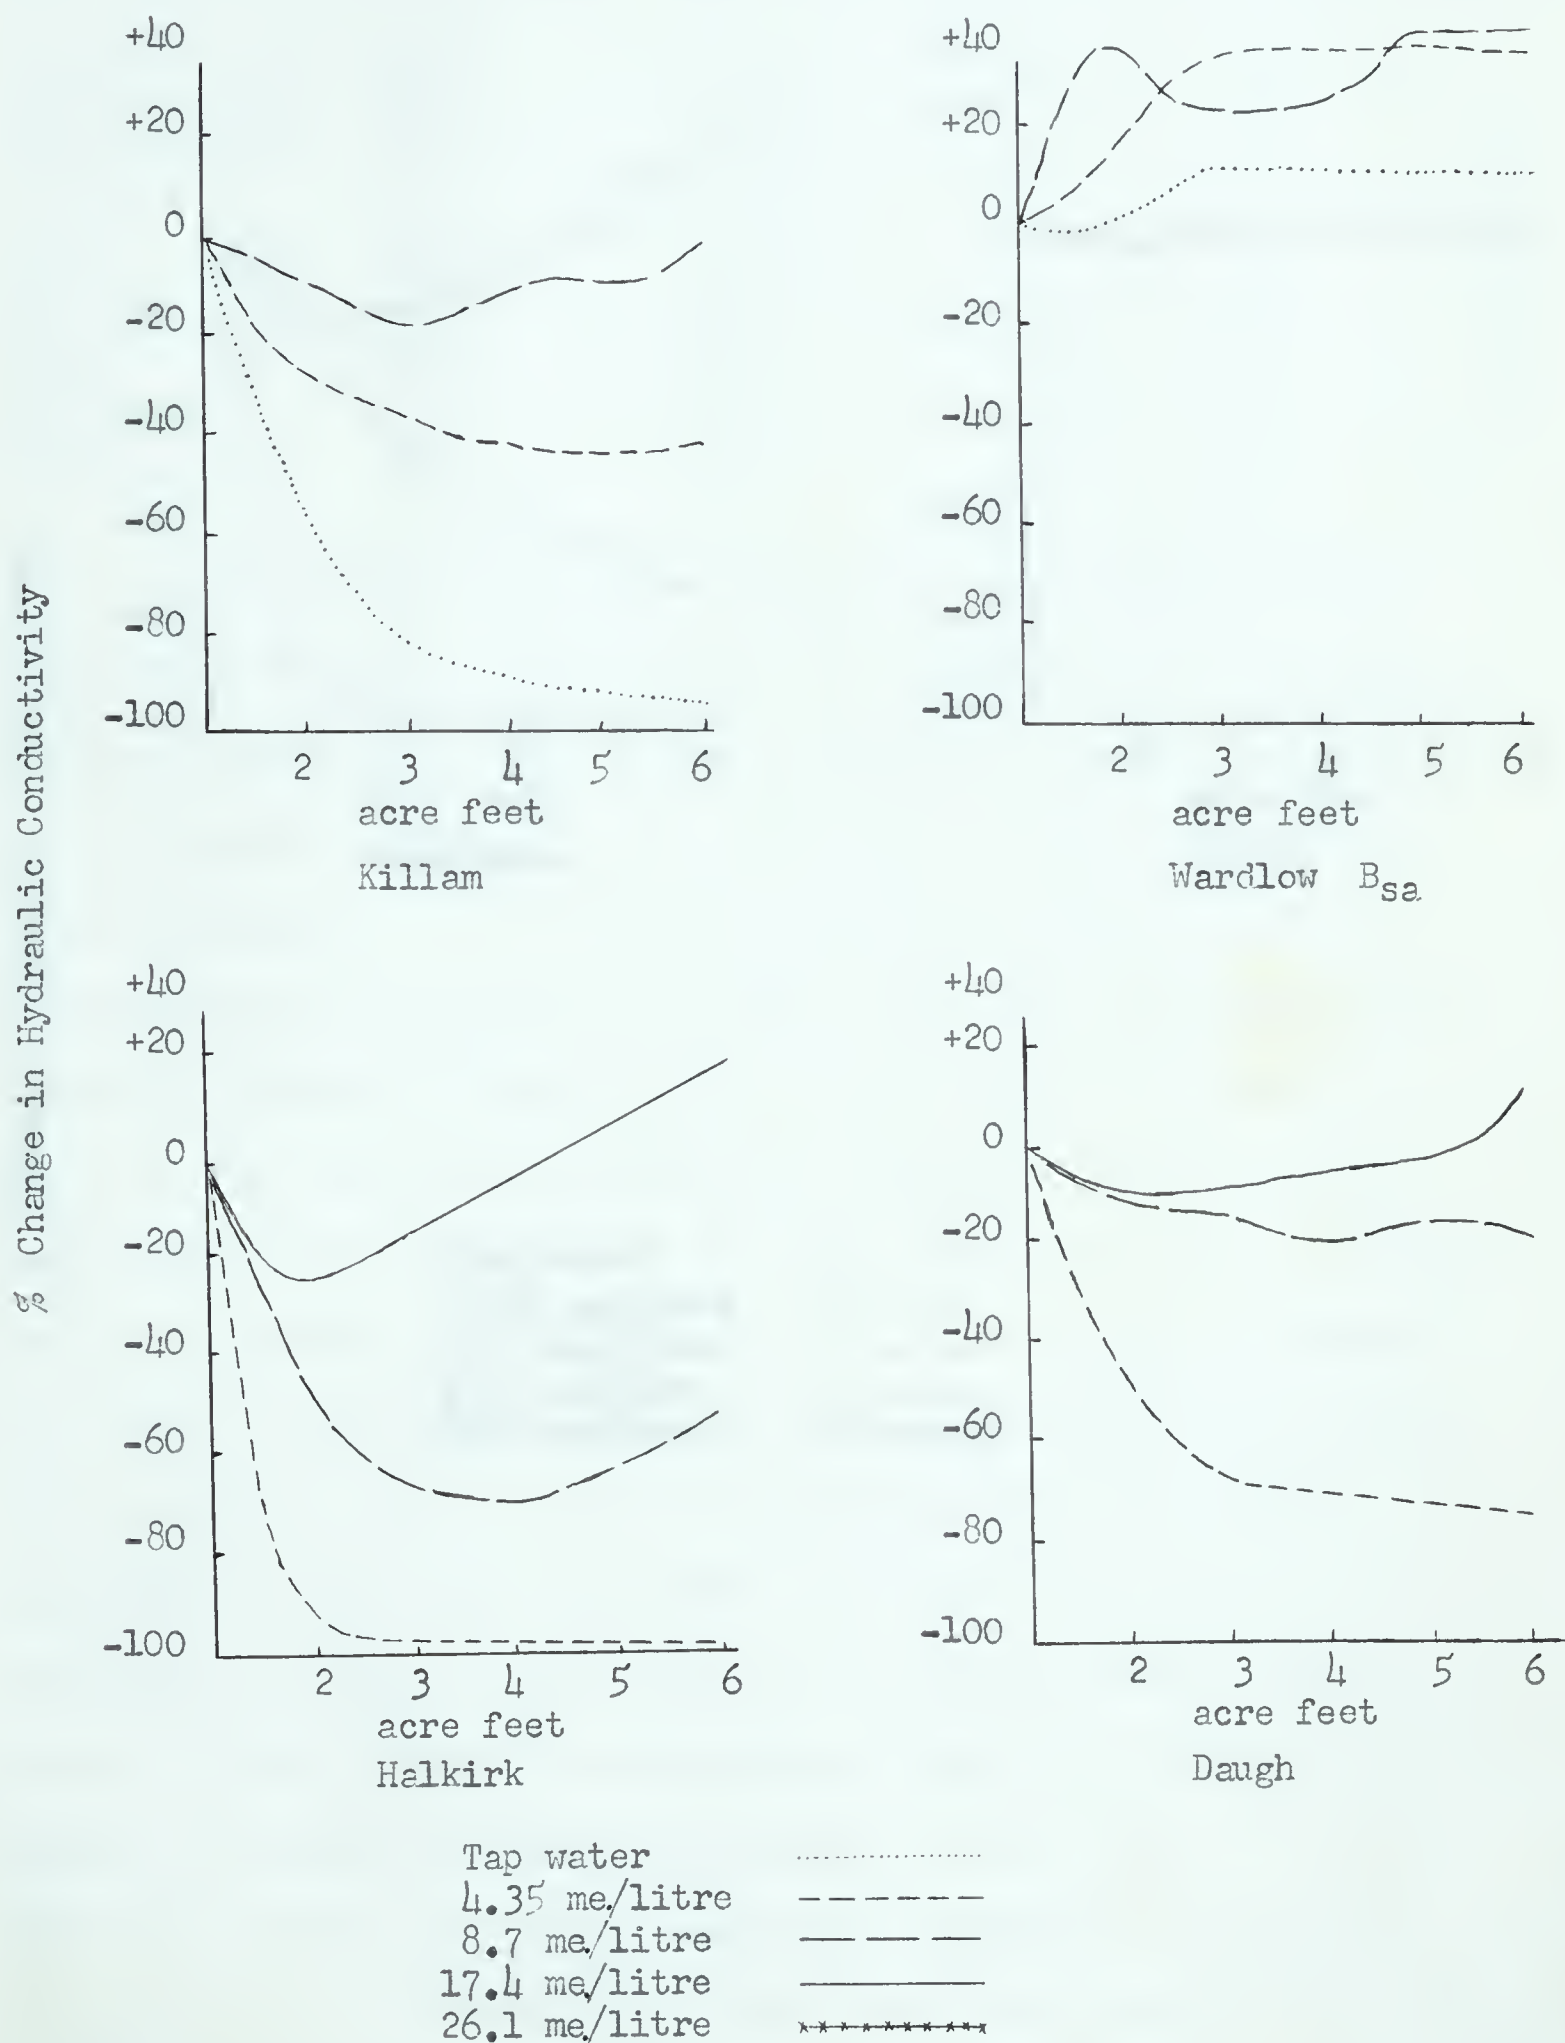 % Change in Hydraulic Conductivity
+40
+20
0
-20
-40
-60
-80
-100
2 3 4 5 6
acre feet
Killam
+40
+20
0
-20
-40
-60
-80
-100
2 3 4 5 6
acre feet
Wardlow Bsa
+40
+20
0
-20
-40
-60
-80
-100
2 3 4 5 6
acre feet
Halkirk
+40
+20
0
-20
-40
-60
-80
-100
2 3 4 5 6
acre feet
Daugh
Tap water
4.35 me./litre
8.7 me./litre
17.4 me./litre
26.1 me./litre